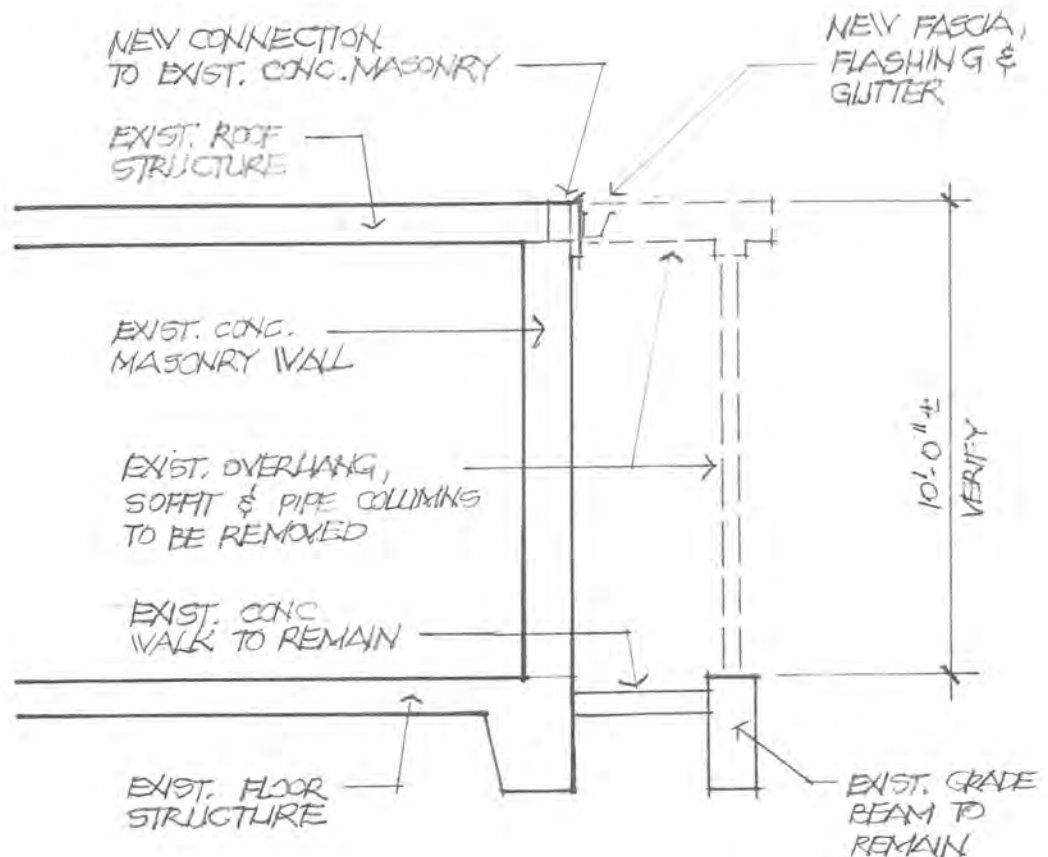 NEW CONNECTION
TO EXIST. CONC. MASONRY
NEW FASCIA,
FLASHING &
GUTTER
EXIST. ROOF
STRUCTURE
EXIST. CONC.
MASONRY WALL
10'-0"±
VERIFY
EXIST. OVERHANG,
SOFFIT & PIPE COLUMNS
TO BE REMOVED
EXIST. CONC.
WALK TO REMAIN
EXIST. FLOOR
STRUCTURE
EXIST. GRADE
BEAM TO
REMAIN